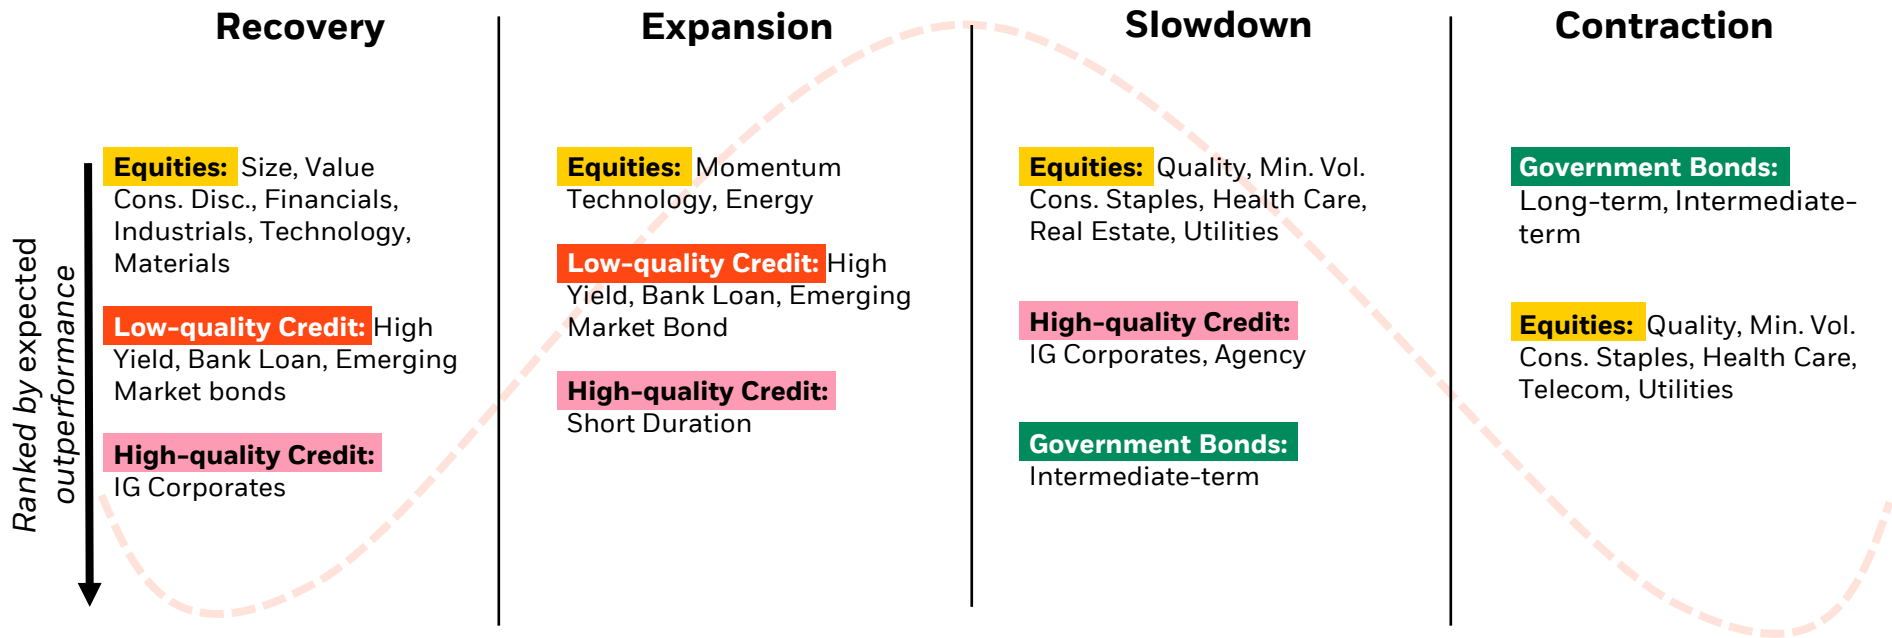 Recovery
Expansion
Slowdown
Contraction
Ranked by expected
outperformance
Equities: Size, Value
Cons. Disc., Financials,
Industrials, Technology,
Materials
Low-quality Credit: High
Yield, Bank Loan, Emerging
Market bonds
High-quality Credit:
IG Corporates
Equities: Momentum
Technology, Energy
Low-quality Credit: High
Yield, Bank Loan, Emerging
Market Bond
High-quality Credit:
Short Duration
Equities: Quality, Min. Vol.
Cons. Staples, Health Care,
Real Estate, Utilities
High-quality Credit:
IG Corporates, Agency
Government Bonds:
Intermediate-term
Government Bonds:
Long-term, Intermediate-
term
Equities: Quality, Min. Vol.
Cons. Staples, Health Care,
Telecom, Utilities